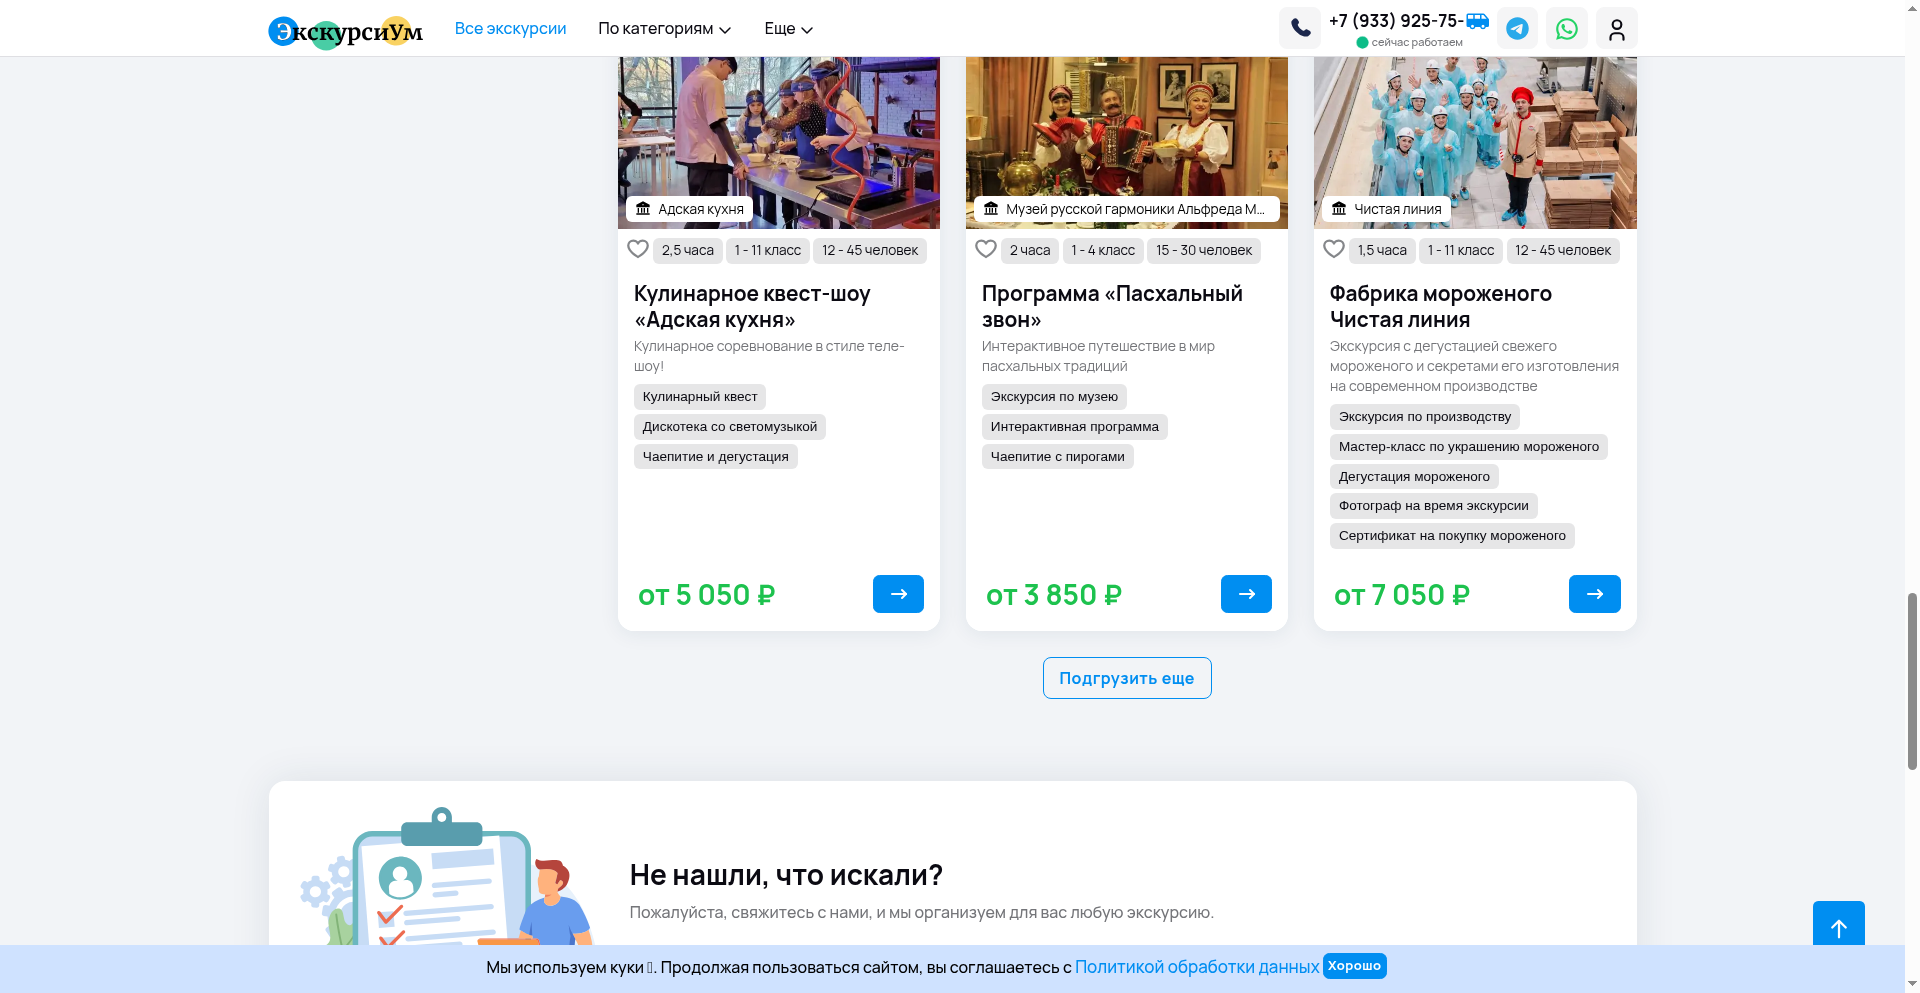 ЭкскурсиУм
Все экскурсии
По категориям
Еще
+7 (933) 925-75-
сейчас работаем
Адская кухня
Музей русской гармоники Альфреда М...
Чистая линия
2,5 часа
1 - 11 класс
12 - 45 человек
2 часа
1 - 4 класс
15 - 30 человек
1,5 часа
1 - 11 класс
12 - 45 человек
Кулинарное квест-шоу
«Адская кухня»
Кулинарное соревнование в стиле теле-
шоу!
Кулинарный квест
Дискотека со светомузыкой
Чаепитие и дегустация
от 5 050 ₽
Программа «Пасхальный
звон»
Интерактивное путешествие в мир
пасхальных традиций
Экскурсия по музею
Интерактивная программа
Чаепитие с пирогами
от 3 850 ₽
Фабрика мороженого
Чистая линия
Экскурсия с дегустацией свежего
мороженого и секретами его изготовления
на современном производстве
Экскурсия по производству
Мастер-класс по украшению мороженого
Дегустация мороженого
Фотограф на время экскурсии
Сертификат на покупку мороженого
от 7 050 ₽
Подгрузить еще
Не нашли, что искали?
Пожалуйста, свяжитесь с нами, и мы организуем для вас любую экскурсию.
Мы используем куки . Продолжая пользоваться сайтом, вы соглашаетесь с Политикой обработки данных Хорошо